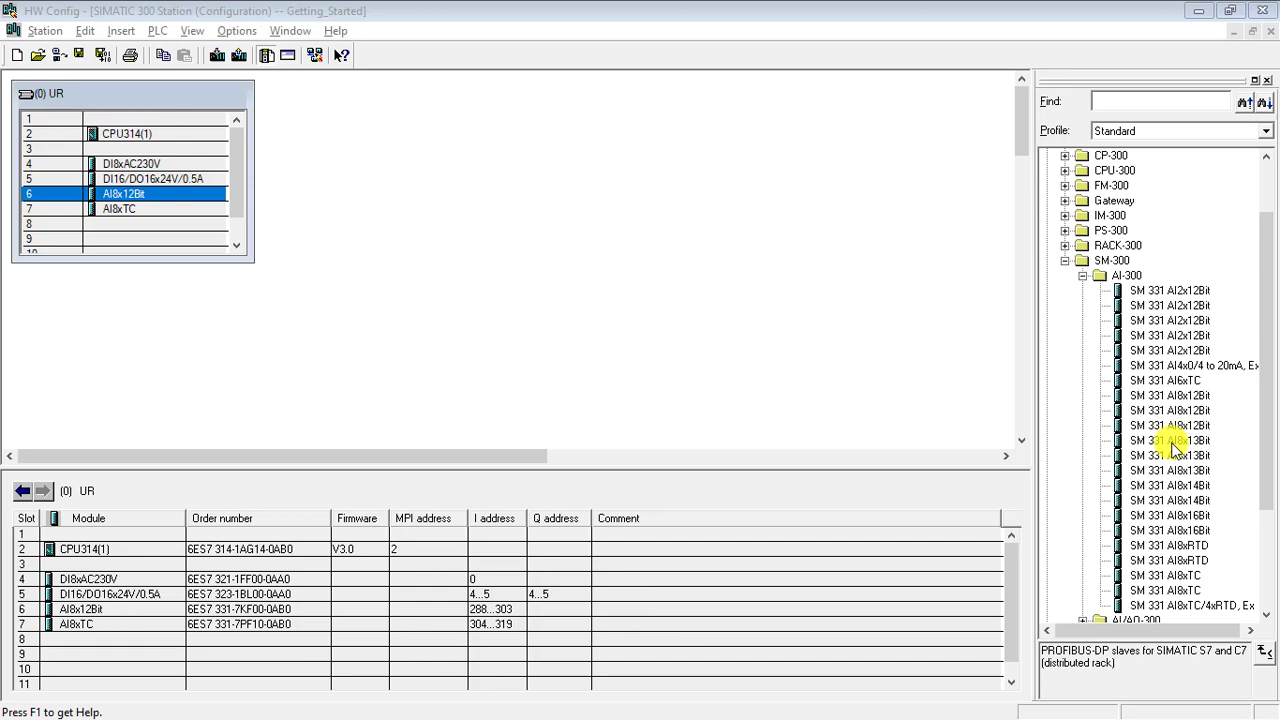 HW Config - [SIMATIC 300 Station (Configuration) -- Getting_Started]
Station Edit Insert PLC View Options Window Help
(0) UR
1
2 CPU314(1)
3
4 DI8xAC230V
5 DI16/DO16x24V/0.5A
6 AI8x12Bit
7 AI8xTC
8
9
10
Find:
Profile: Standard
CP-300
CPU-300
FM-300
Gateway
IM-300
PS-300
RACK-300
SM-300
AI-300
SM 331 AI2x12Bit
SM 331 AI2x12Bit
SM 331 AI2x12Bit
SM 331 AI2x12Bit
SM 331 AI2x12Bit
SM 331 AI4x0/4 to 20mA, Ex
SM 331 AI6xTC
SM 331 AI8x12Bit
SM 331 AI8x12Bit
SM 331 AI8x12Bit
SM 331 AI8x13Bit
SM 331 AI8x13Bit
SM 331 AI8x13Bit
SM 331 AI8x14Bit
SM 331 AI8x14Bit
SM 331 AI8x16Bit
SM 331 AI8x16Bit
SM 331 AI8xRTD
SM 331 AI8xRTD
SM 331 AI8xTC
SM 331 AI8xTC
SM 331 AI8xTC/4xRTD, Ex
AI/AO-300
PROFIBUS-DP slaves for SIMATIC S7 and C7
(distributed rack)
(0) UR
Slot Module Order number Firmware MPI address I address Q address Comment
1
2 CPU314(1) 6ES7 314-1AG14-0AB0 V3.0 2
3
4 DI8xAC230V 6ES7 321-1FF00-0AA0 0
5 DI16/DO16x24V/0.5A 6ES7 323-1BL00-0AA0 4...5 4...5
6 AI8x12Bit 6ES7 331-7KF00-0AB0 288...303
7 AI8xTC 6ES7 331-7PF10-0AB0 304...319
8
9
10
11
Press F1 to get Help.